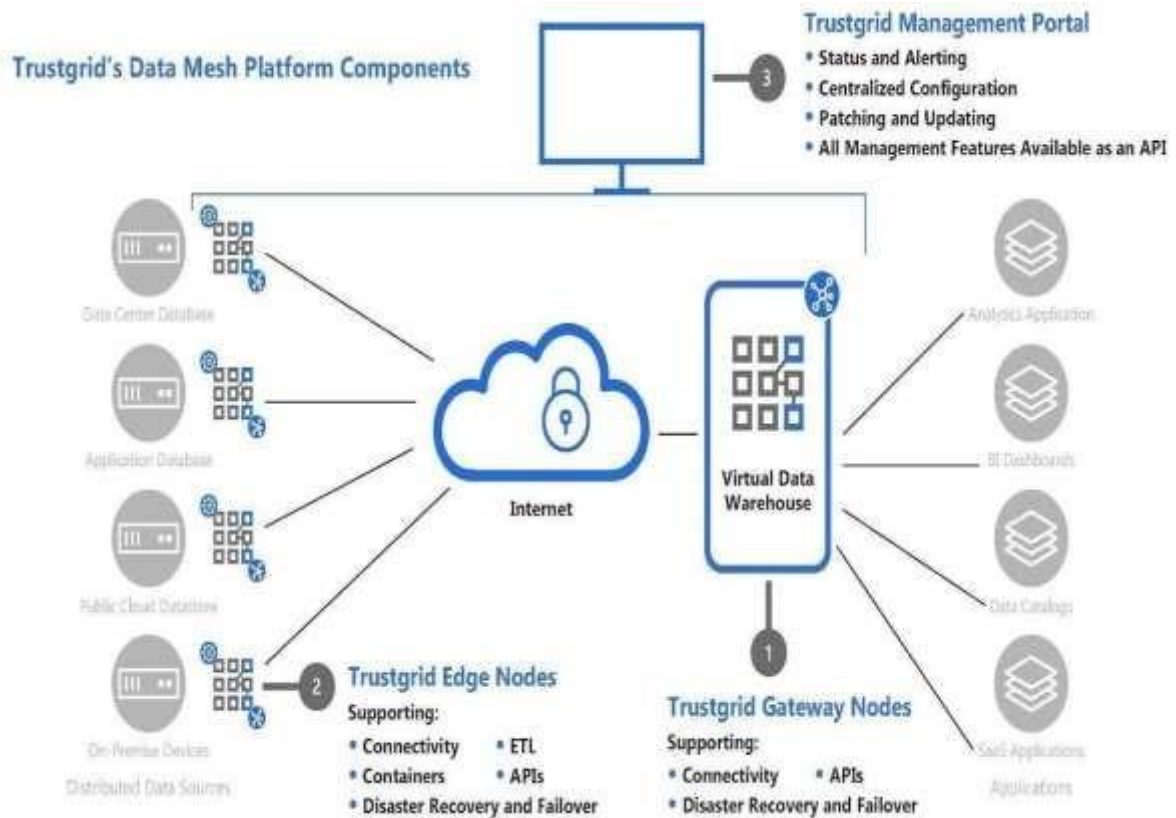 Trustgrid's Data Mesh Platform Components
Trustgrid Management Portal
• Status and Alerting
• Centralized Configuration
• Patching and Updating
• All Management Features Available as an API
3
Data Center Database
Application Database
Public Cloud Datastore
On-Premise Devices
Distributed Data Sources
Internet
Virtual Data
Warehouse
Analytics Application
BI Dashboards
Data Catalogs
SaaS Applications
Applications
2
Trustgrid Edge Nodes
Supporting:
• Connectivity • ETL
• Containers • APIs
• Disaster Recovery and Failover
1
Trustgrid Gateway Nodes
Supporting:
• Connectivity • APIs
• Disaster Recovery and Failover